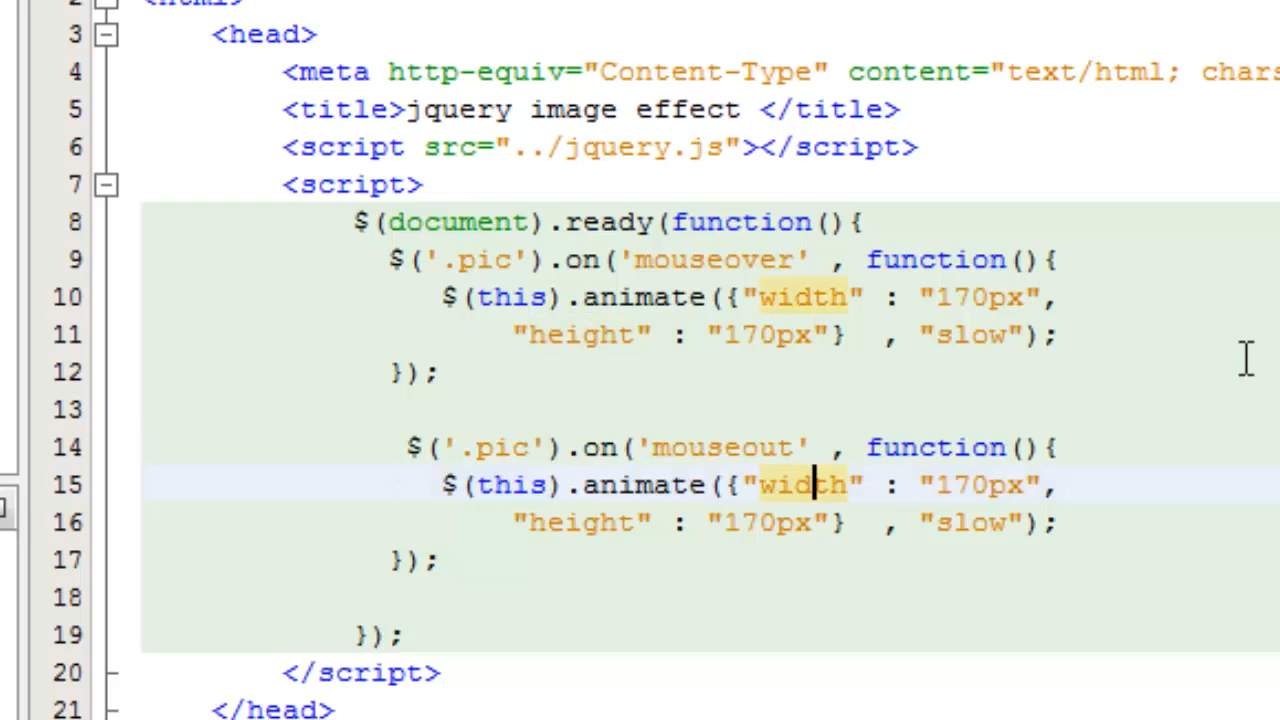 2 <html>
3 <head>
4 <meta http-equiv="Content-Type" content="text/html; chars
5 <title>jquery image effect </title>
6 <script src="../jquery.js"></script>
7 <script>
8 $(document).ready(function(){
9 $('.pic').on('mouseover' , function(){
10 $(this).animate({"width" : "170px",
11 "height" : "170px"} , "slow");
12 });
13
14 $('.pic').on('mouseout' , function(){
15 $(this).animate({"width" : "170px",
16 "height" : "170px"} , "slow");
17 });
18
19 });
20 </script>
21 </head>